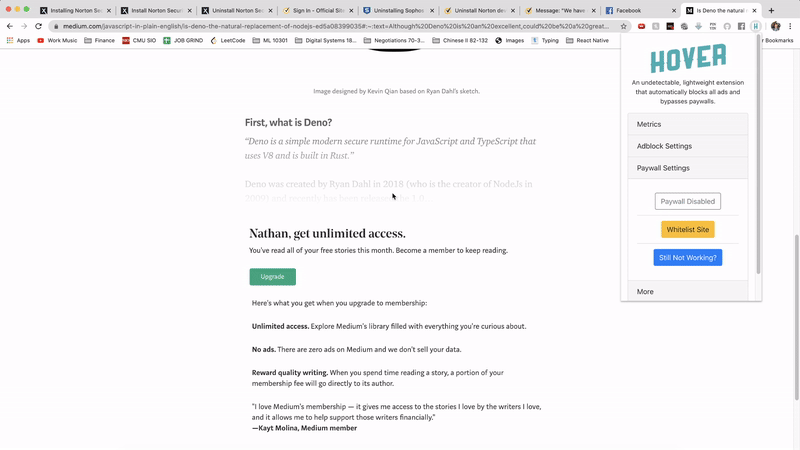 Installing Norton Sec
Install Norton Securi
Uninstall Norton Sec
Sign In - Official Site
Uninstalling Sophos
Uninstall Norton de
Message: "We have
Facebook
Is Deno the natural
medium.com/javascript-in-plain-english/is-deno-the-natural-replacement-of-nodejs-ed5a08399035#:~:text=Although%20Deno%20is%20an%20excellent,could%20be%20a%20great...
Apps
Work Music
Finance
CMU SIO
JOB GRIND
LeetCode
ML 10301
Digital Systems 18...
Negotiations 70-3...
Chinese II 82-132
Images
Typing
React Native
Bookmarks
Image designed by Kevin Qian based on Ryan Dahl's sketch.
First, what is Deno?
“Deno is a simple modern secure runtime for JavaScript and TypeScript that
uses V8 and is built in Rust.”
Deno was created by Ryan Dahl in 2018 (who is the creator of NodeJs in
2009) and recently has been released the 1.0
Nathan, get unlimited access.
You've read all of your free stories this month. Become a member to keep reading.
Upgrade
Here's what you get when you upgrade to membership:
Unlimited access. Explore Medium's library filled with everything you're curious about.
No ads. There are zero ads on Medium and we don't sell your data.
Reward quality writing. When you spend time reading a story, a portion of your
membership fee will go directly to its author.
"I love Medium's membership — it gives me access to the stories I love by the writers I love,
and it allows me to help support those writers financially."
—Kayt Molina, Medium member
HOVER
An undetectable, lightweight extension
that automatically blocks all ads and
bypasses paywalls.
Metrics
Adblock Settings
Paywall Settings
Paywall Disabled
Whitelist Site
Still Not Working?
More